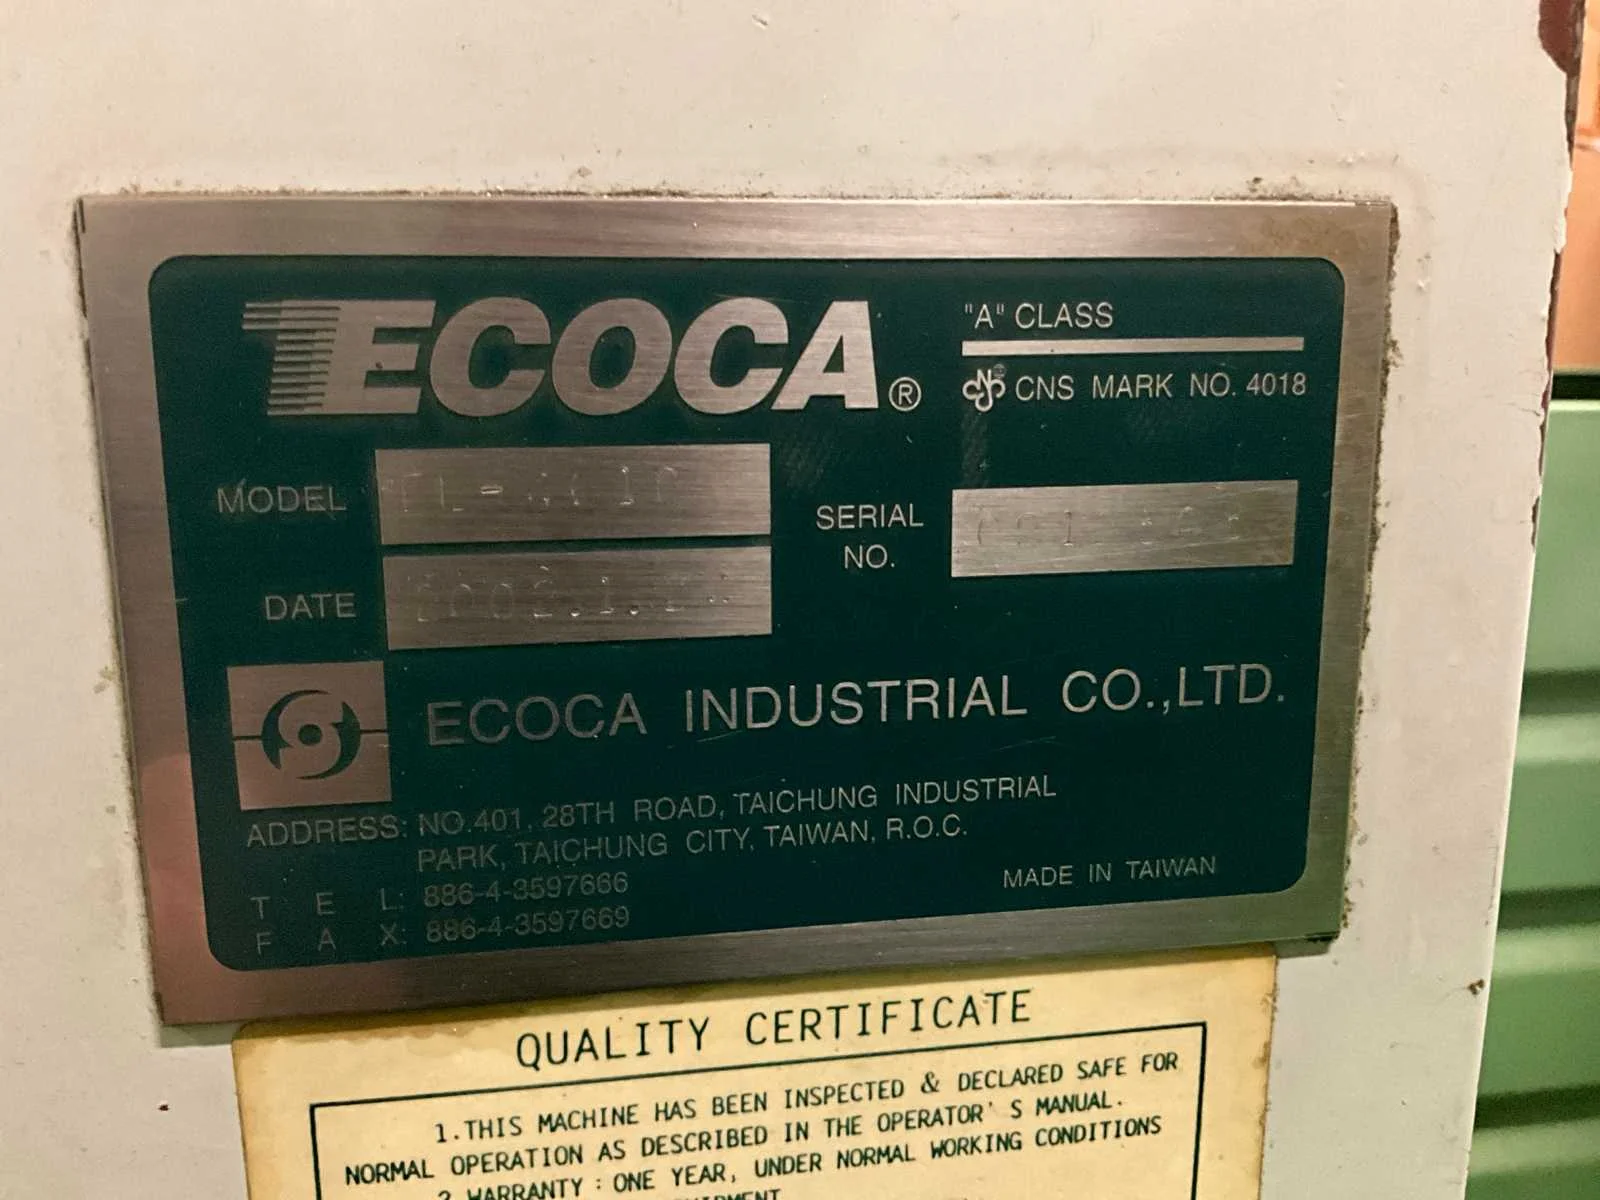 ECOCA®
"A" CLASS
CNS MARK NO. 4018
MODEL
SERIAL
NO.
DATE
ECOCA INDUSTRIAL CO.,LTD.
ADDRESS: NO.401, 28TH ROAD, TAICHUNG INDUSTRIAL
PARK, TAICHUNG CITY, TAIWAN, R.O.C.
TEL: 886-4-3597666
FAX: 886-4-3597669
MADE IN TAIWAN
QUALITY CERTIFICATE
1.THIS MACHINE HAS BEEN INSPECTED & DECLARED SAFE FOR
NORMAL OPERATION AS DESCRIBED IN THE OPERATOR'S MANUAL.
2.WARRANTY : ONE YEAR, UNDER NORMAL WORKING CONDITIONS